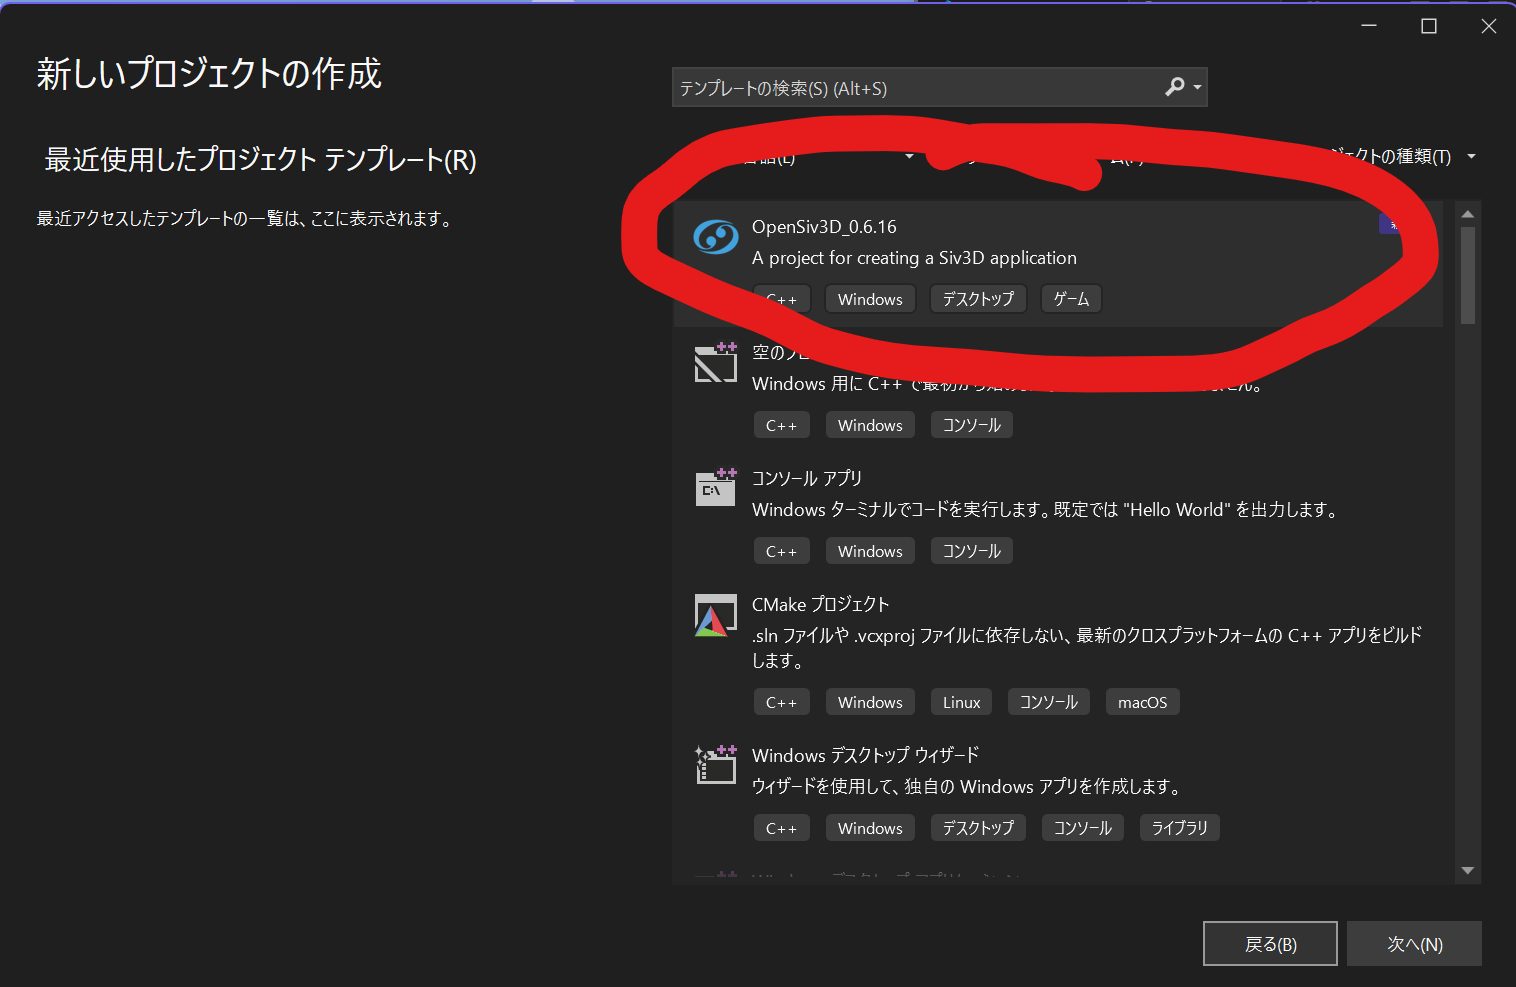 新しいプロジェクトの作成
テンプレートの検索(S) (Alt+S)
最近使用したプロジェクト テンプレート(R)
最近アクセスしたテンプレートの一覧は、ここに表示されます。
ジェクトの種類(T)
OpenSiv3D_0.6.16
A project for creating a Siv3D application
C++ Windows デスクトップ ゲーム
空のプロ
Windows 用に C++ で最初から始め
C++ Windows コンソール
コンソール アプリ
Windows ターミナルでコードを実行します。既定では "Hello World" を出力します。
C++ Windows コンソール
CMake プロジェクト
.sln ファイルや .vcxproj ファイルに依存しない、最新のクロスプラットフォームの C++ アプリをビルド
します。
C++ Windows Linux コンソール macOS
Windows デスクトップ ウィザード
ウィザードを使用して、独自の Windows アプリを作成します。
C++ Windows デスクトップ コンソール ライブラリ
戻る(B) 次へ(N)